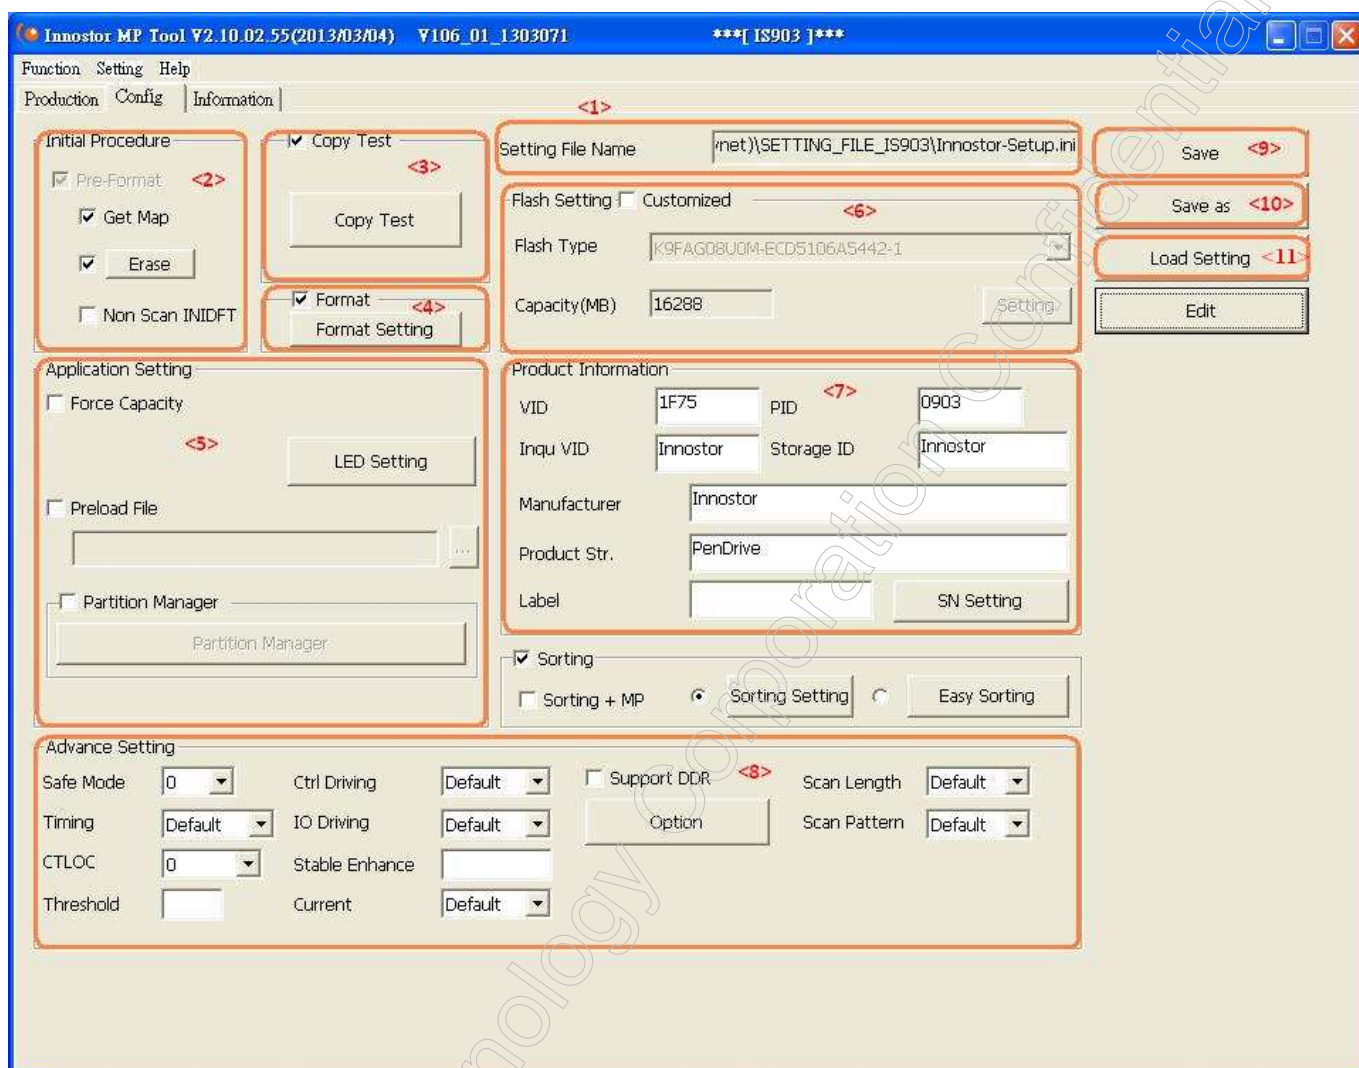 Innostor MP Tool V2.10.02.55(2013/03/04) V106_01_1303071 ***[ IS903 ]***
Function Setting Help
Production Config Information
<1>
Initial Procedure
Pre-Format <2>
Get Map
Erase
Non Scan INIDFT
Copy Test
<3>
Copy Test
Format <4>
Format Setting
Setting File Name \SETTING_FILE_IS903\Innostor-Setup.ini
Flash Setting Customized <6>
Flash Type K9FAG08U0M-ECD5106A5442-1
Capacity(MB) 16288 Setting
Save <9>
Save as <10>
Load Setting <11>
Edit
Application Setting
Force Capacity
<5>
LED Setting
Preload File
...
Partition Manager
Partition Manager
Product Information
VID 1F75 PID <7> 0903
Inqu VID Innostor Storage ID Innostor
Manufacturer Innostor
Product Str. PenDrive
Label SN Setting
Sorting
Sorting + MP Sorting Setting Easy Sorting
Advance Setting
Safe Mode 0 Ctrl Driving Default Support DDR <8> Scan Length Default
Timing Default IO Driving Default Option Scan Pattern Default
CTLOC 0 Stable Enhance
Threshold Current Default
Corporation Confidential